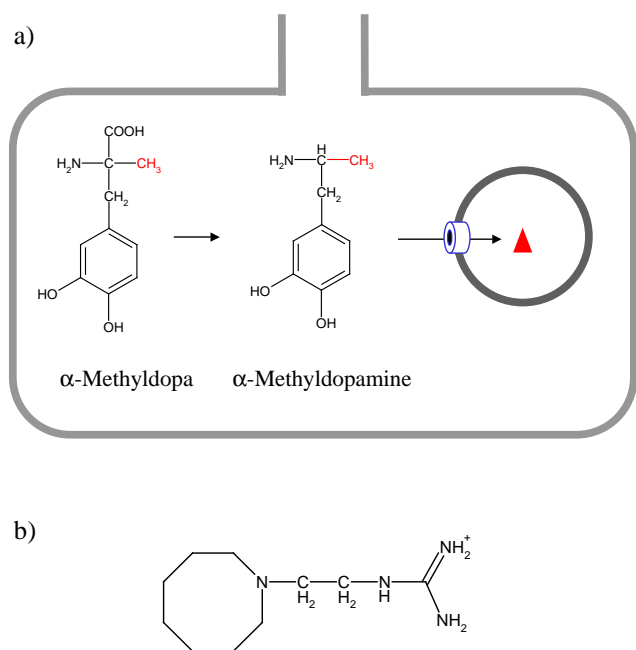 a)
COOH H
H₂N C CH₃ H₂N C CH₃
CH₂ CH₂
HO HO
OH OH
α-Methyldopa α-Methyldopamine
b)
NH₂⁺
N C C N
H₂ H₂ H
NH₂